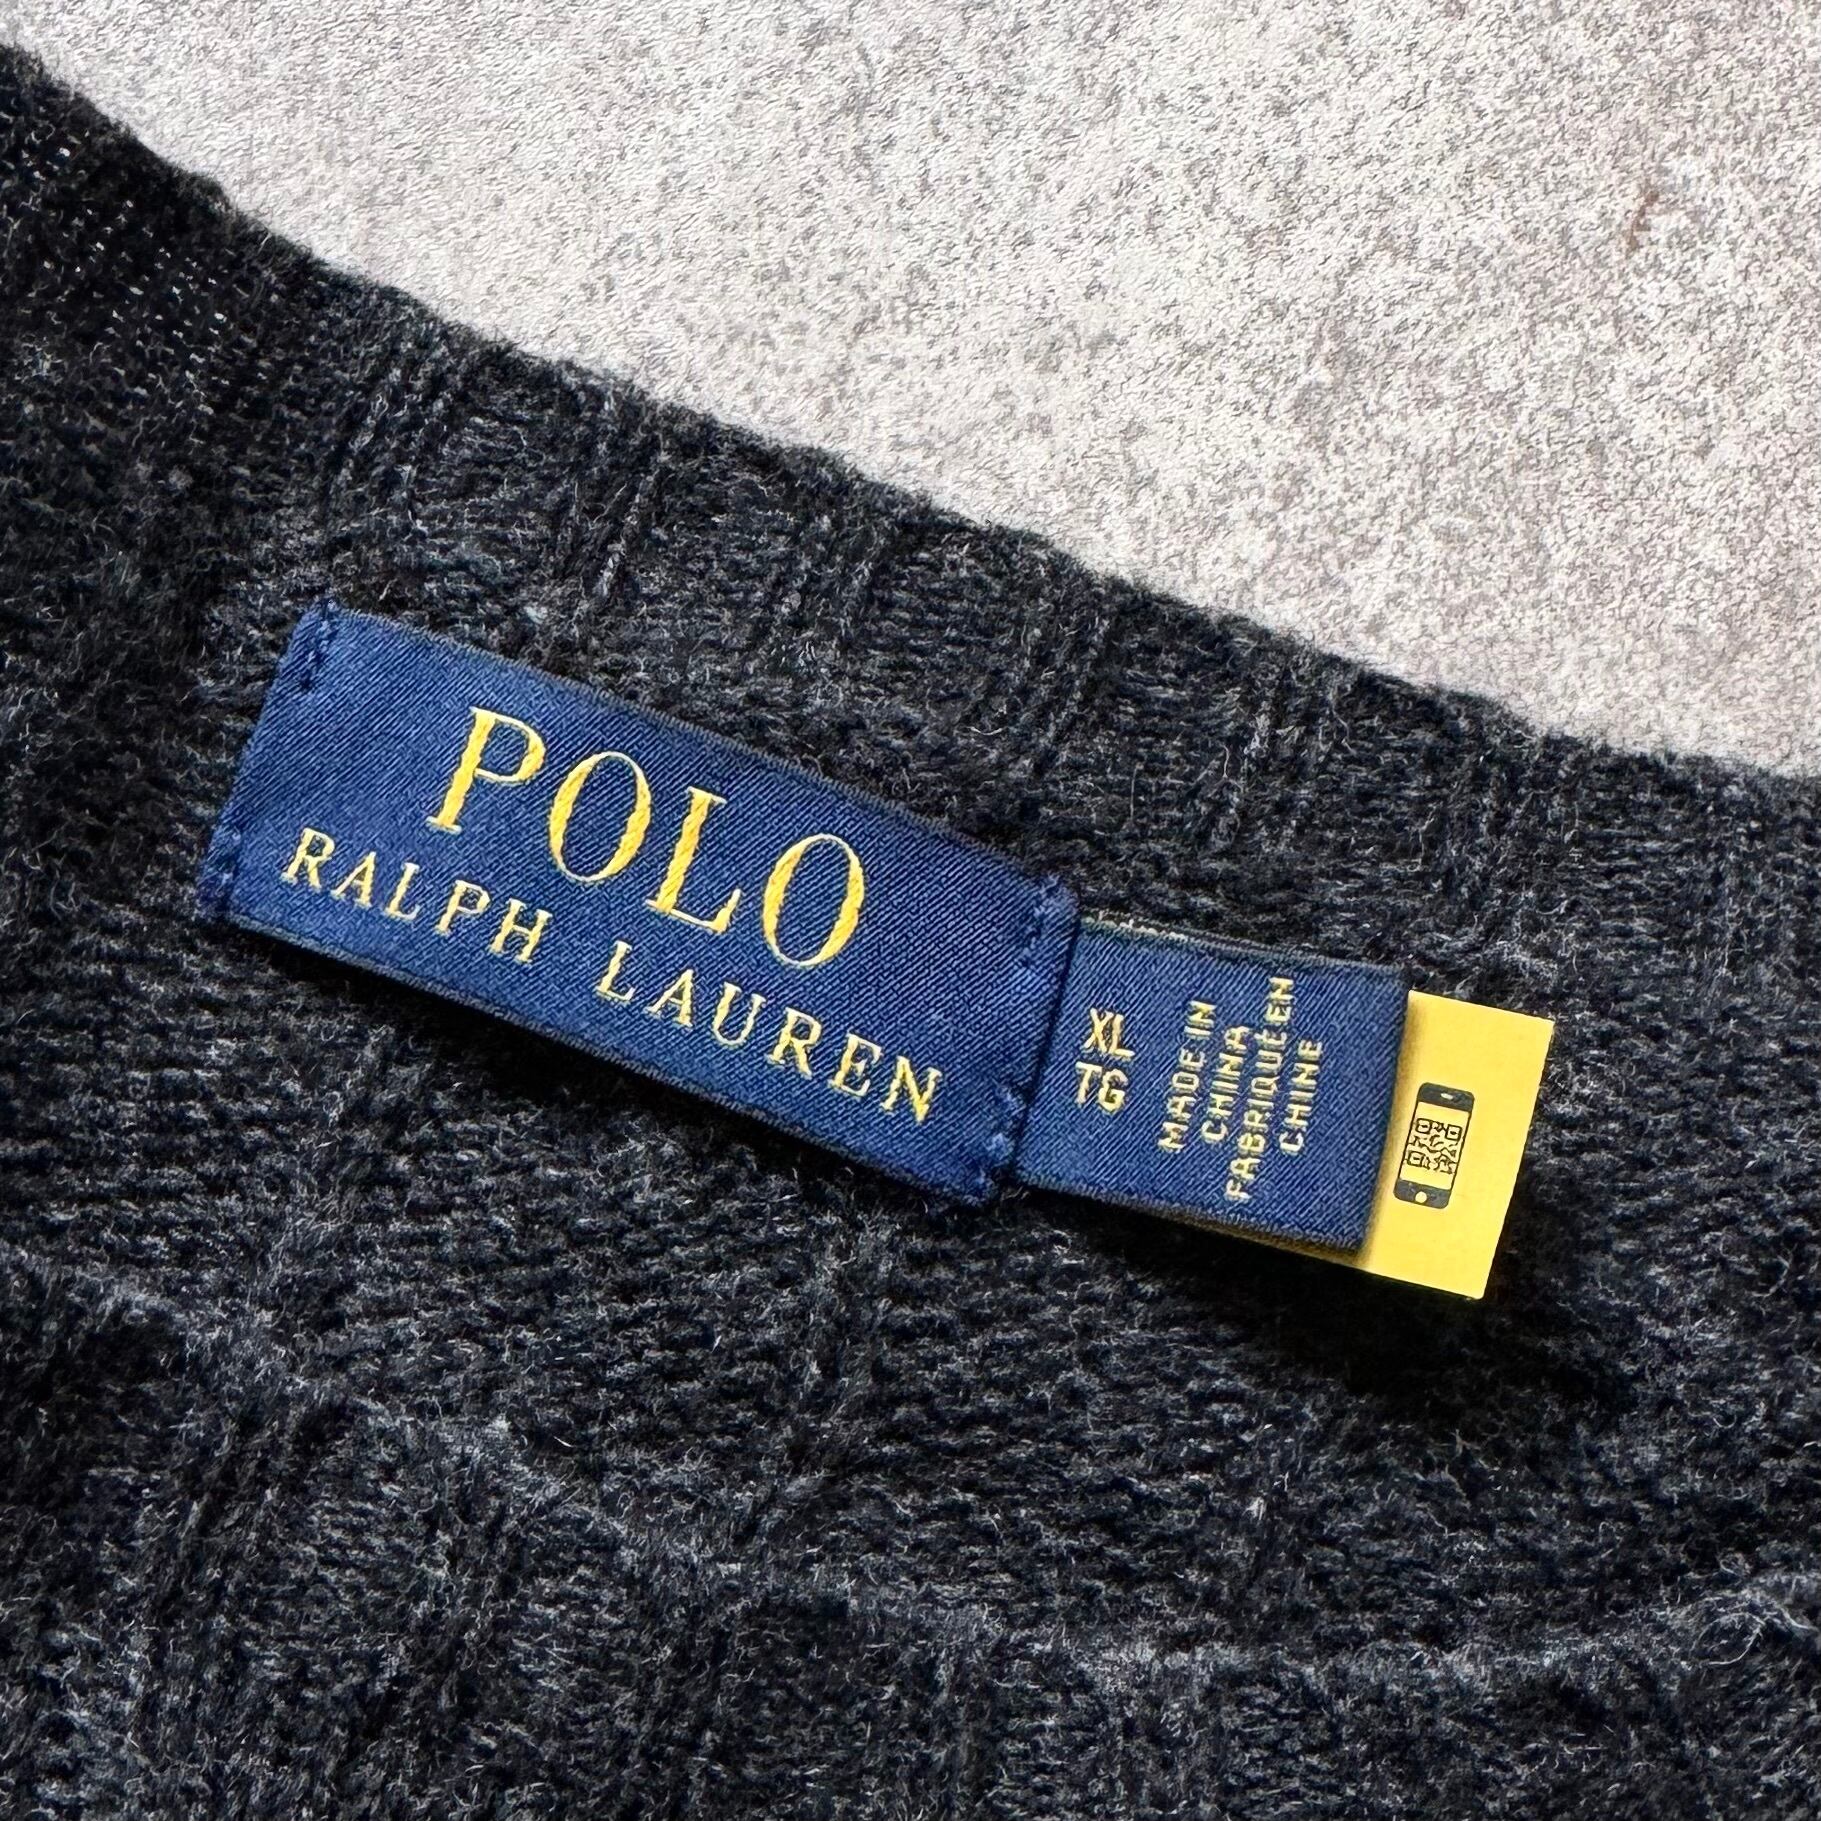 POLO
RALPH LAUREN
XL
TG
MADE IN
CHINA
FABRIQUÉ EN
CHINE